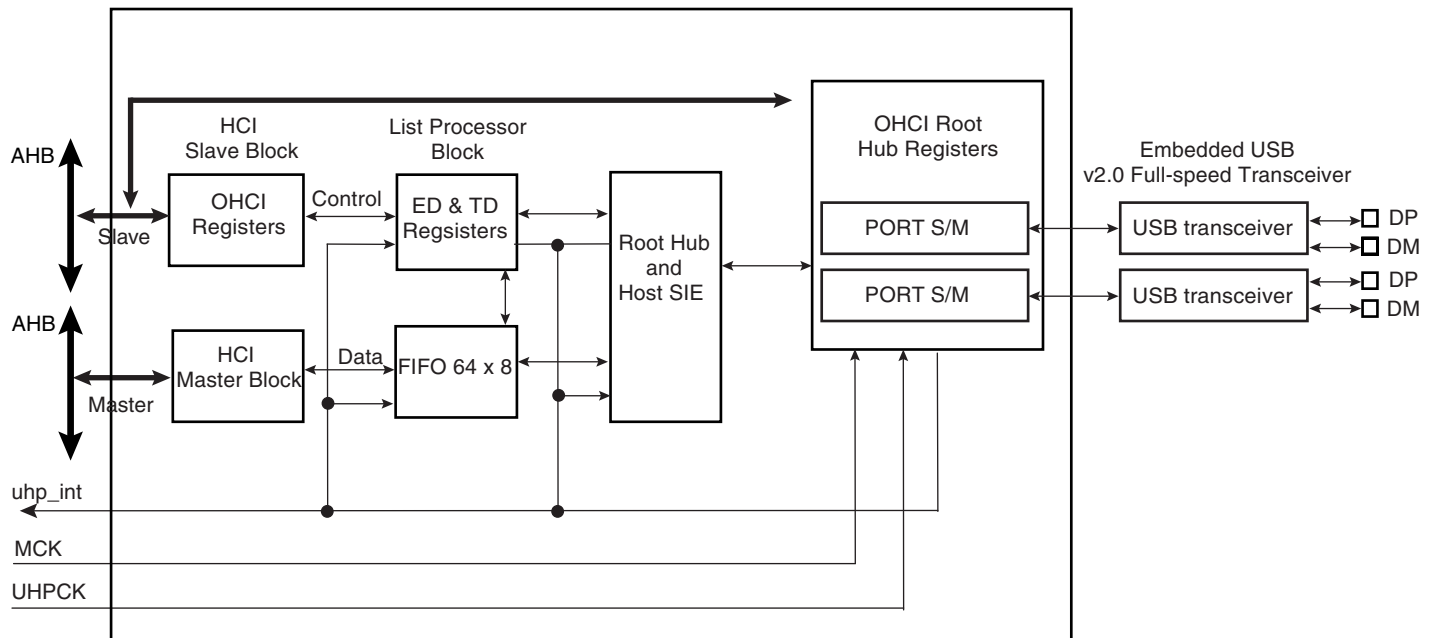 HCI
Slave Block
List Processor
Block
OHCI Root
Hub Registers
Embedded USB
v2.0 Full-speed Transceiver
AHB
Slave
OHCI
Registers
Control
ED & TD
Regsisters
Root Hub
and
Host SIE
PORT S/M
USB transceiver
DP
DM
PORT S/M
USB transceiver
DP
DM
AHB
Master
HCI
Master Block
Data
FIFO 64 x 8
uhp_int
MCK
UHPCK